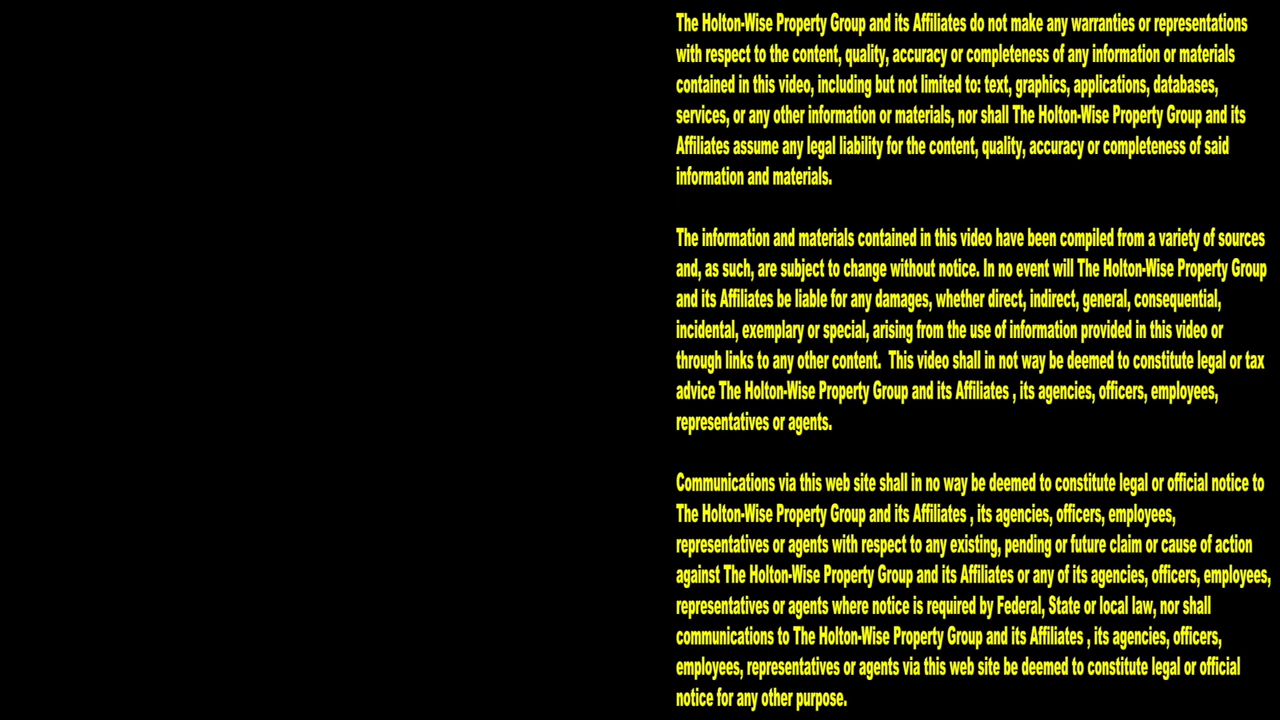 The Holton-Wise Property Group and its Affiliates do not make any warranties or representations
with respect to the content, quality, accuracy or completeness of any information or materials
contained in this video, including but not limited to: text, graphics, applications, databases,
services, or any other information or materials, nor shall The Holton-Wise Property Group and its
Affiliates assume any legal liability for the content, quality, accuracy or completeness of said
information and materials.
The information and materials contained in this video have been compiled from a variety of sources
and, as such, are subject to change without notice. In no event will The Holton-Wise Property Group
and its Affiliates be liable for any damages, whether direct, indirect, general, consequential,
incidental, exemplary or special, arising from the use of information provided in this video or
through links to any other content.  This video shall in not way be deemed to constitute legal or tax
advice The Holton-Wise Property Group and its Affiliates , its agencies, officers, employees,
representatives or agents.
Communications via this web site shall in no way be deemed to constitute legal or official notice to
The Holton-Wise Property Group and its Affiliates , its agencies, officers, employees,
representatives or agents with respect to any existing, pending or future claim or cause of action
against The Holton-Wise Property Group and its Affiliates or any of its agencies, officers, employees,
representatives or agents where notice is required by Federal, State or local law, nor shall
communications to The Holton-Wise Property Group and its Affiliates , its agencies, officers,
employees, representatives or agents via this web site be deemed to constitute legal or official
notice for any other purpose.